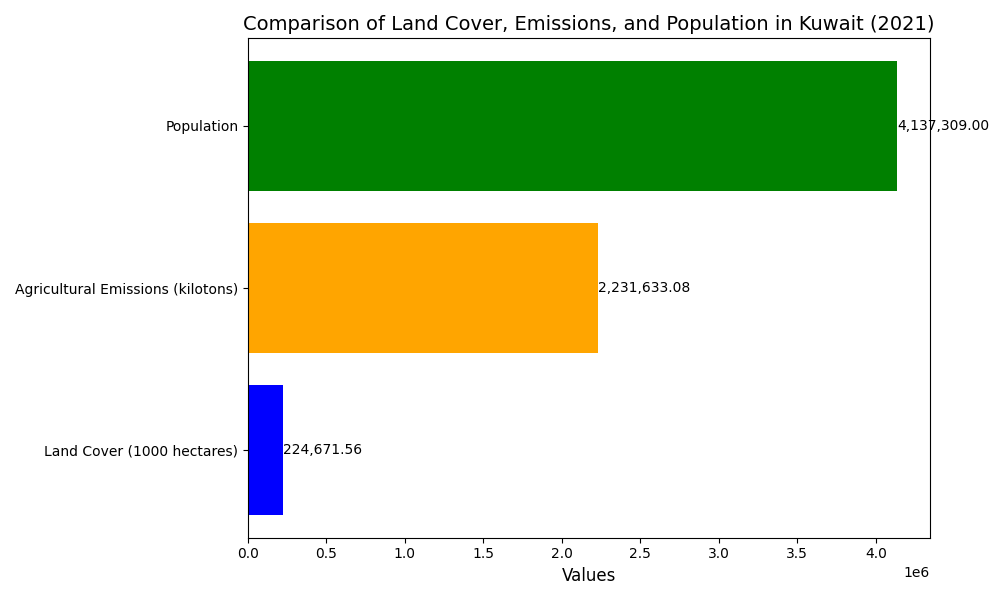 Comparison of Land Cover, Emissions, and Population in Kuwait (2021)
Population
4,137,309.00
Agricultural Emissions (kilotons)
2,231,633.08
Land Cover (1000 hectares)
224,671.56
0.0 0.5 1.0 1.5 2.0 2.5 3.0 3.5 4.0
1e6
Values